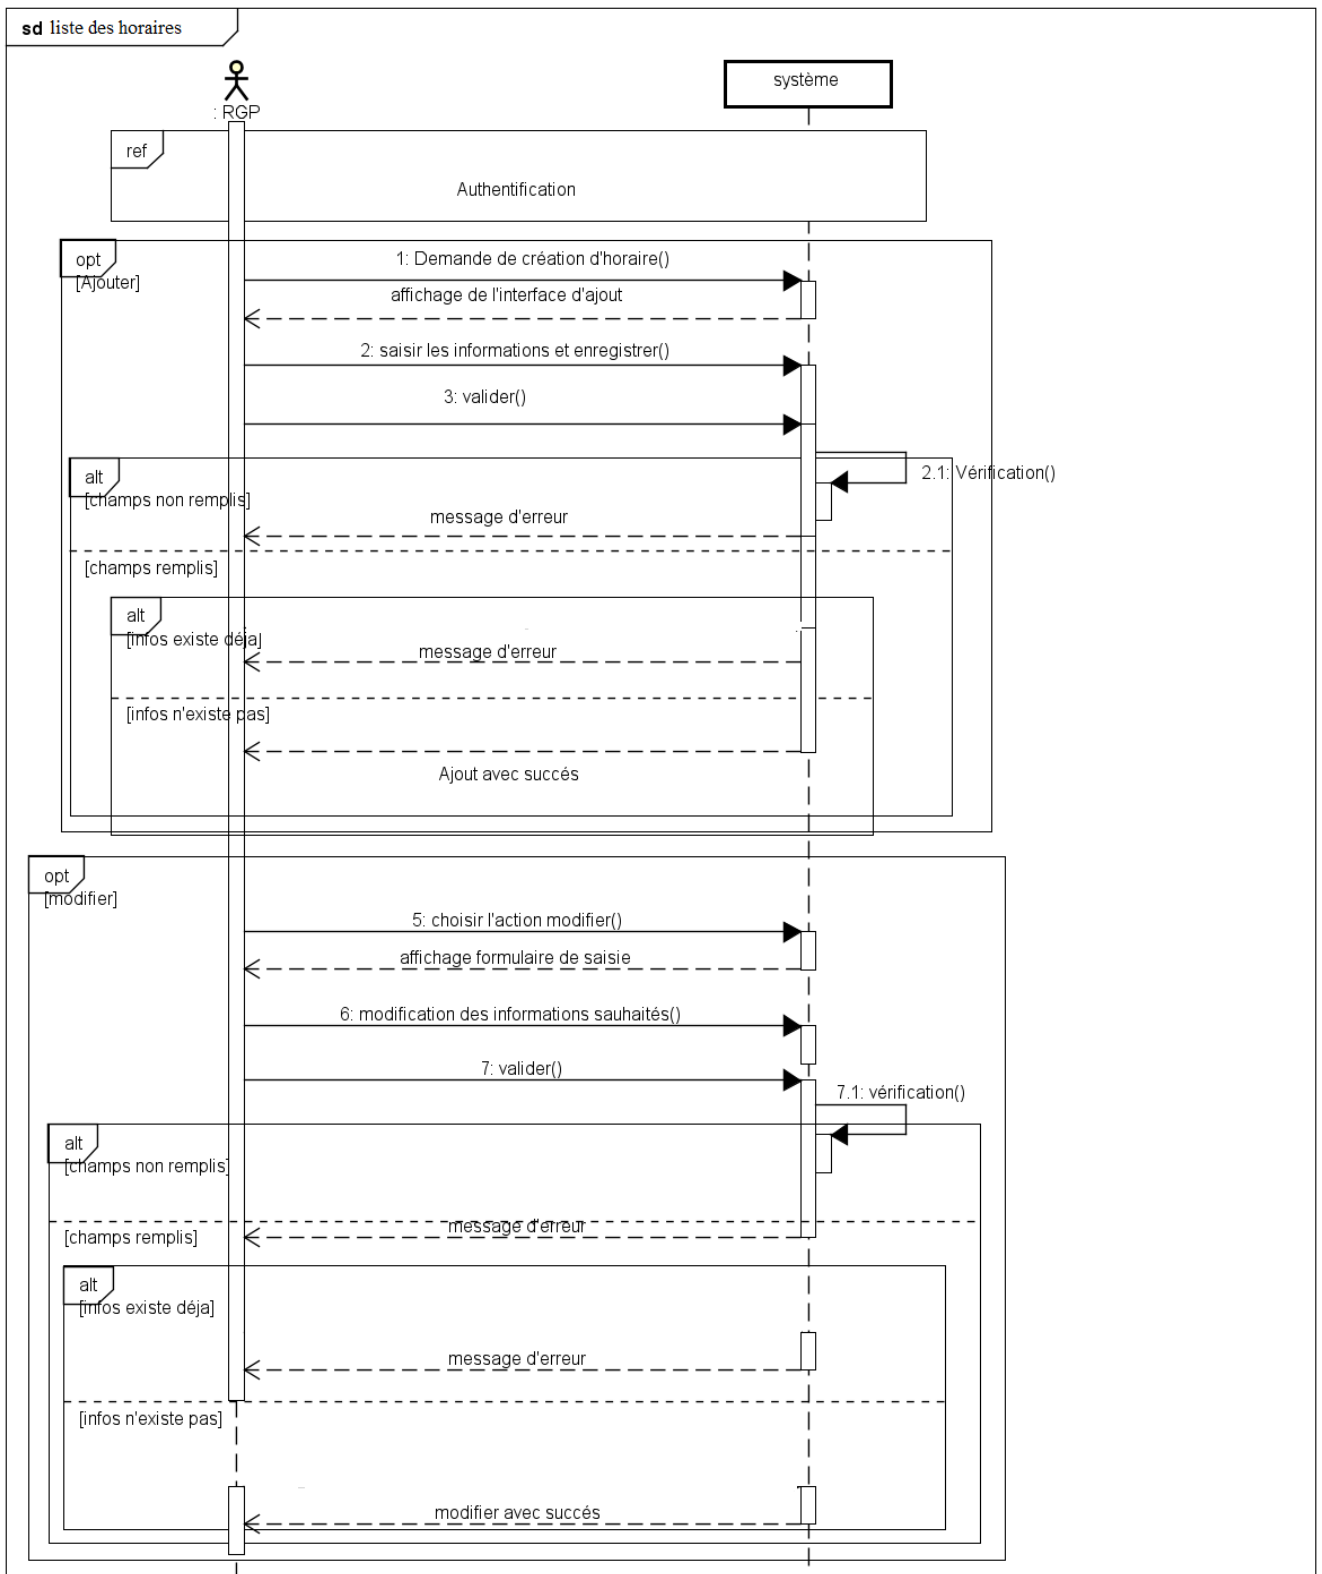 sd liste des horaires
système
: RGP
ref
Authentification
opt
[Ajouter]
1: Demande de création d'horaire()
affichage de l'interface d'ajout
2: saisir les informations et enregistrer()
3: valider()
2.1: Vérification()
alt
[champs non remplis]
message d'erreur
[champs remplis]
alt
[infos existe déja]
message d'erreur
[infos n'existe pas]
Ajout avec succés
opt
[modifier]
5: choisir l'action modifier()
affichage formulaire de saisie
6: modification des informations sauhaités()
7: valider()
7.1: vérification()
alt
[champs non remplis]
message d'erreur
[champs remplis]
alt
[infos existe déja]
message d'erreur
[infos n'existe pas]
modifier avec succés